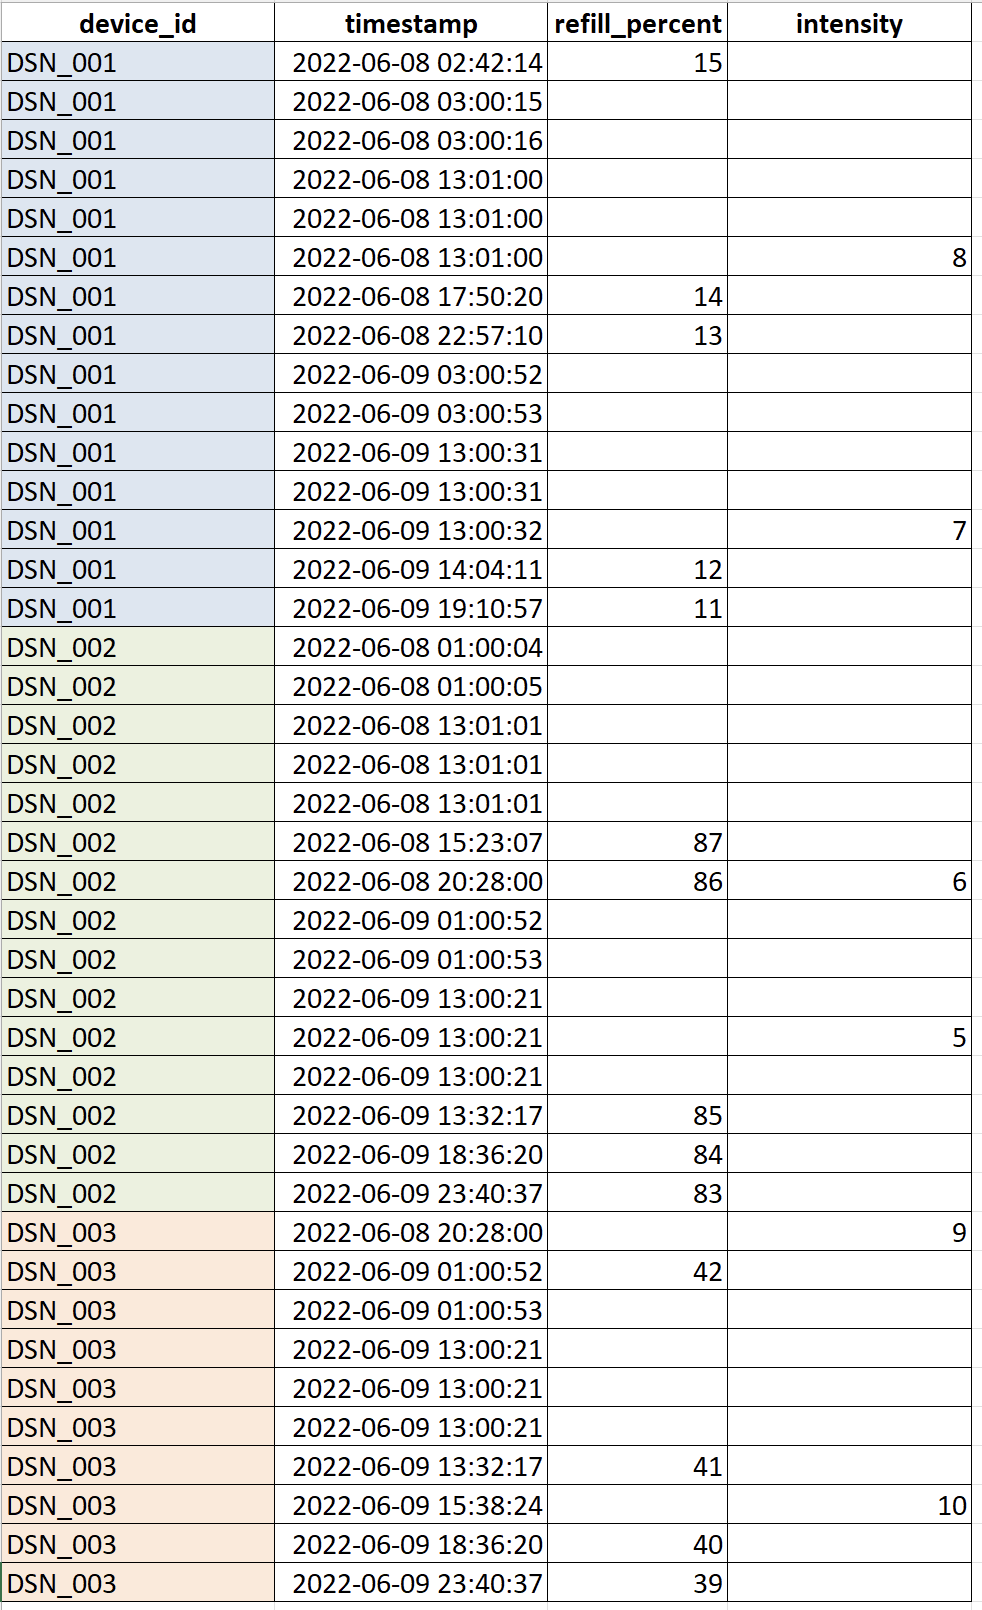 device_id timestamp refill_percent intensity
DSN_001 2022-06-08 02:42:14 15
DSN_001 2022-06-08 03:00:15
DSN_001 2022-06-08 03:00:16
DSN_001 2022-06-08 13:01:00
DSN_001 2022-06-08 13:01:00
DSN_001 2022-06-08 13:01:00 8
DSN_001 2022-06-08 17:50:20 14
DSN_001 2022-06-08 22:57:10 13
DSN_001 2022-06-09 03:00:52
DSN_001 2022-06-09 03:00:53
DSN_001 2022-06-09 13:00:31
DSN_001 2022-06-09 13:00:31
DSN_001 2022-06-09 13:00:32 7
DSN_001 2022-06-09 14:04:11 12
DSN_001 2022-06-09 19:10:57 11
DSN_002 2022-06-08 01:00:04
DSN_002 2022-06-08 01:00:05
DSN_002 2022-06-08 13:01:01
DSN_002 2022-06-08 13:01:01
DSN_002 2022-06-08 13:01:01
DSN_002 2022-06-08 15:23:07 87
DSN_002 2022-06-08 20:28:00 86 6
DSN_002 2022-06-09 01:00:52
DSN_002 2022-06-09 01:00:53
DSN_002 2022-06-09 13:00:21
DSN_002 2022-06-09 13:00:21 5
DSN_002 2022-06-09 13:00:21
DSN_002 2022-06-09 13:32:17 85
DSN_002 2022-06-09 18:36:20 84
DSN_002 2022-06-09 23:40:37 83
DSN_003 2022-06-08 20:28:00 9
DSN_003 2022-06-09 01:00:52 42
DSN_003 2022-06-09 01:00:53
DSN_003 2022-06-09 13:00:21
DSN_003 2022-06-09 13:00:21
DSN_003 2022-06-09 13:00:21
DSN_003 2022-06-09 13:32:17 41
DSN_003 2022-06-09 15:38:24 10
DSN_003 2022-06-09 18:36:20 40
DSN_003 2022-06-09 23:40:37 39